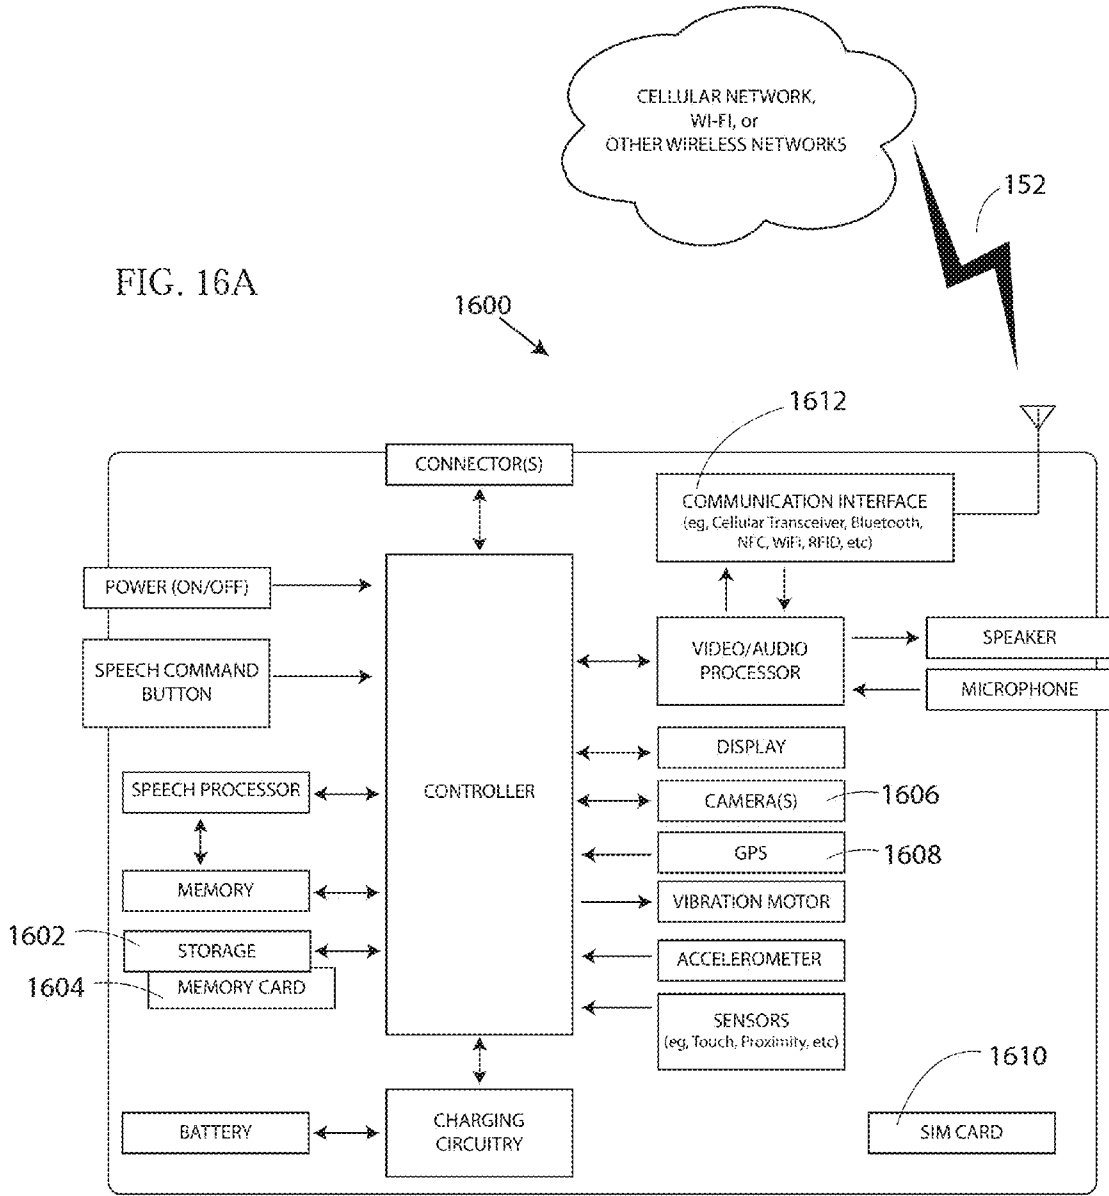 CELLULAR NETWORK,
WI-FI, or
OTHER WIRELESS NETWORKS
152
FIG. 16A
1600
1612
CONNECTOR(S)
COMMUNICATION INTERFACE
(eg, Cellular Transceiver, Bluetooth,
NFC, WiFi, RFID, etc)
POWER (ON/OFF)
SPEECH COMMAND
BUTTON
VIDEO/AUDIO
PROCESSOR
SPEAKER
MICROPHONE
DISPLAY
SPEECH PROCESSOR
CONTROLLER
CAMERA(S)
1606
GPS
1608
MEMORY
VIBRATION MOTOR
1602
STORAGE
ACCELEROMETER
1604
MEMORY CARD
SENSORS
(eg, Touch, Proximity, etc)
1610
BATTERY
CHARGING
CIRCUITRY
SIM CARD